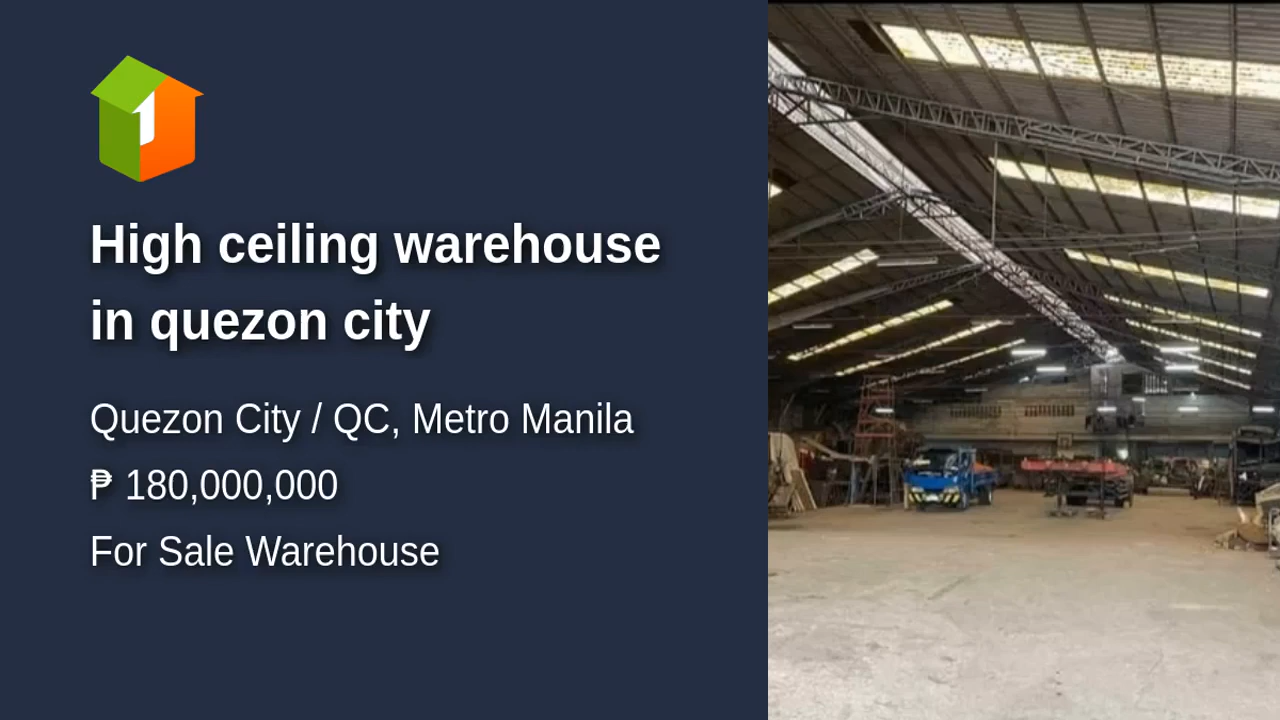 High ceiling warehouse
in quezon city
Quezon City / QC, Metro Manila
₱ 180,000,000
For Sale Warehouse